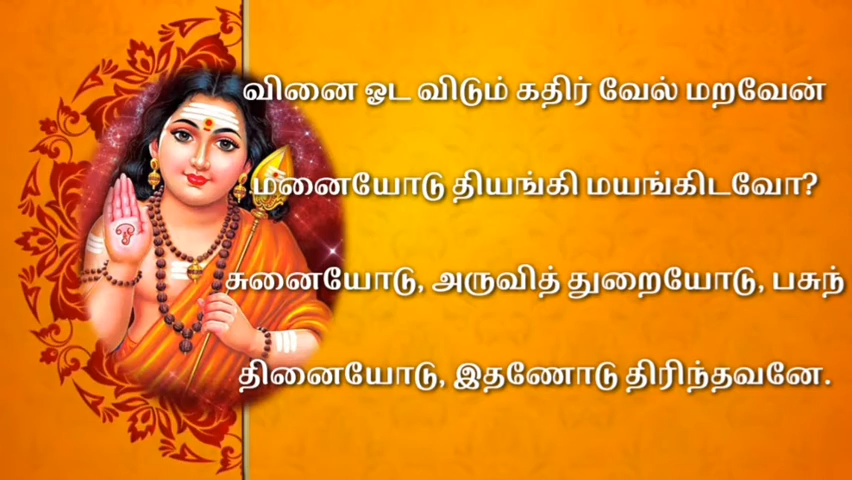 வினை ஓட விடும் கதிர் வேல் மறவேன்
மனையோடு தியங்கி மயங்கிடவோ?
சுனையோடு, அருவித் துறையோடு, பசுந்
தினையோடு, இதணோடு திரிந்தவனே.